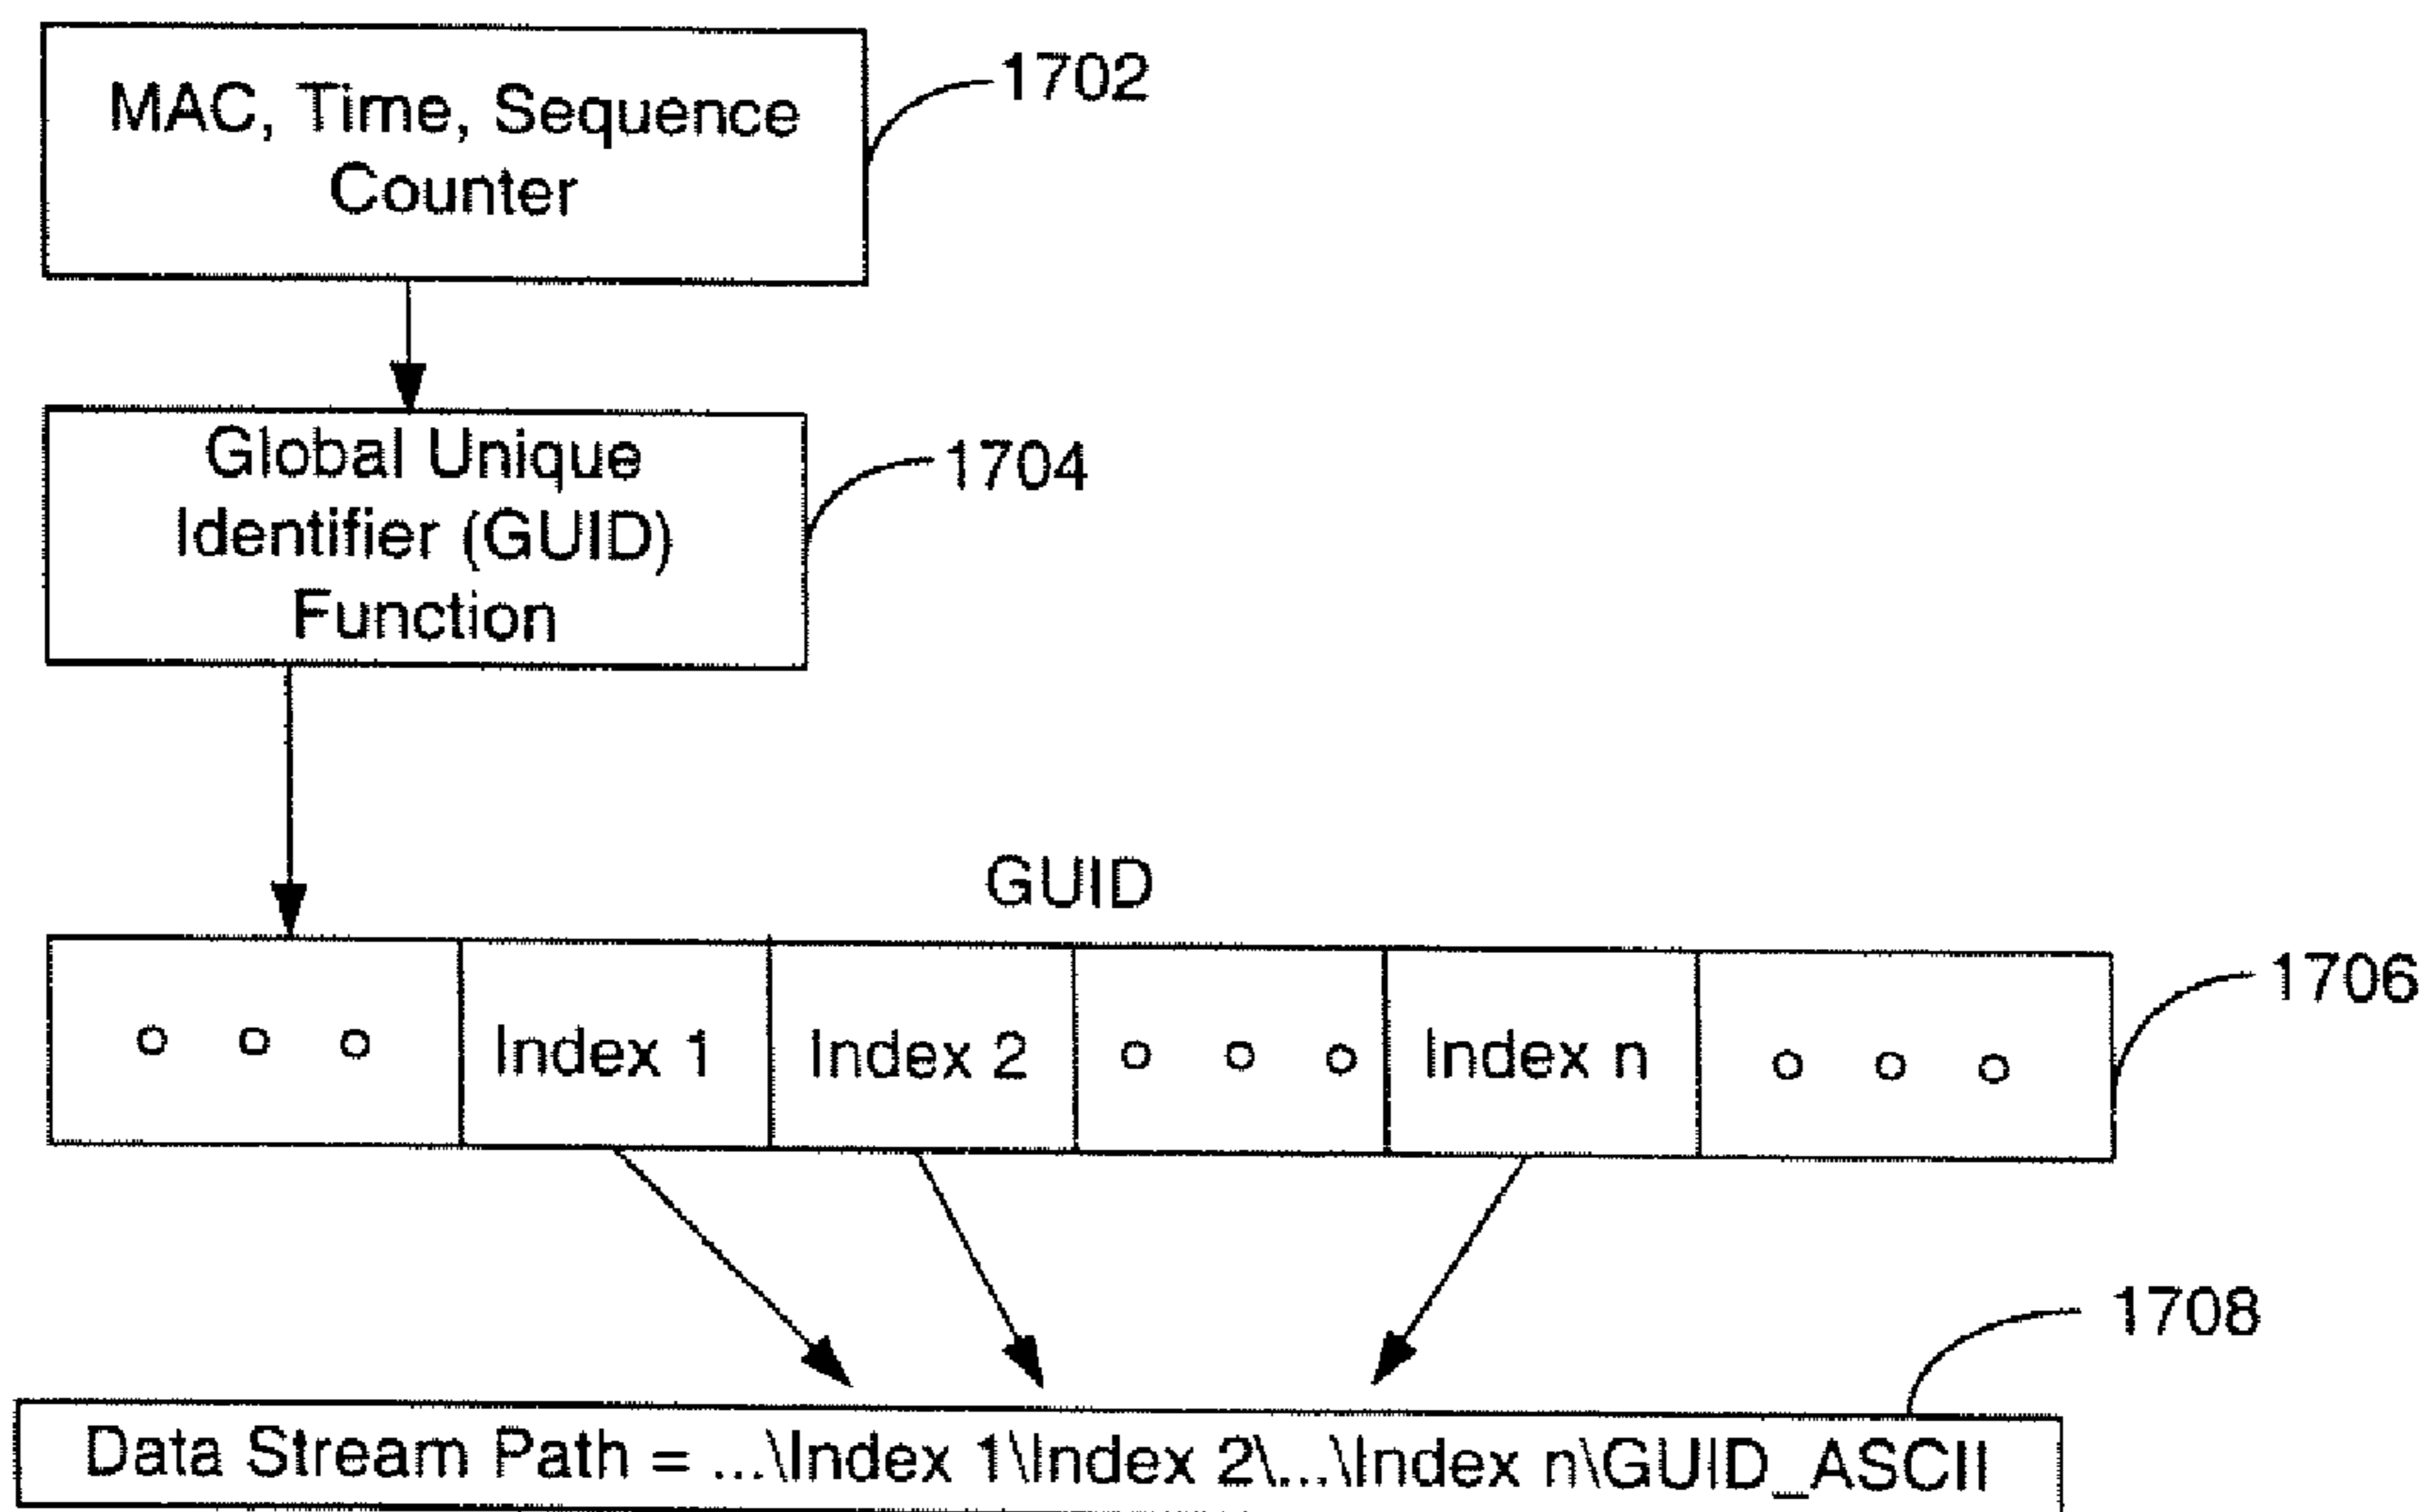 MAC, Time, Sequence
Counter
1702
Global Unique
Identifier (GUID)
Function
1704
GUID
Index 1
Index 2
Index n
1706
1708
Data Stream Path = ...\Index 1\Index 2\...\Index n\GUID_ASCII